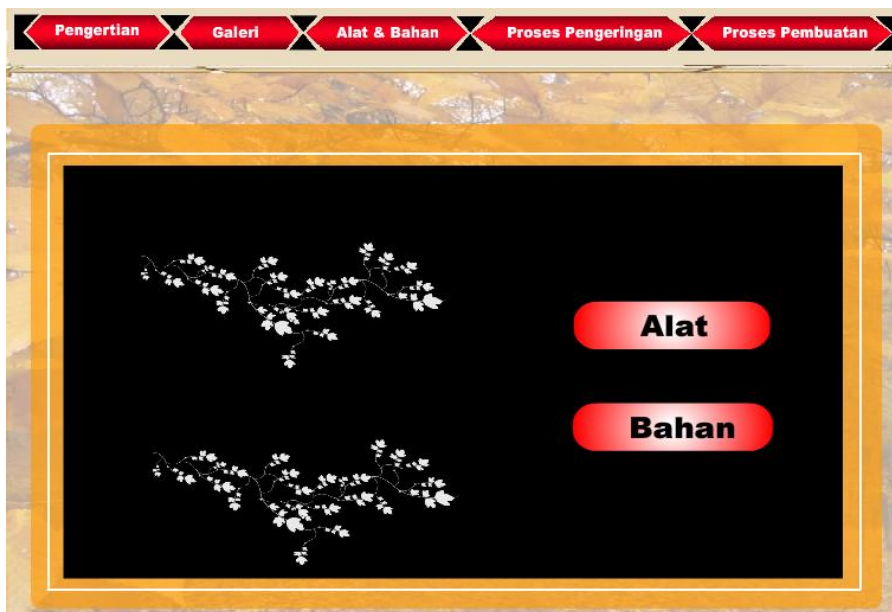 Pengertian
Galeri
Alat & Bahan
Proses Pengeringan
Proses Pembuatan
Alat
Bahan